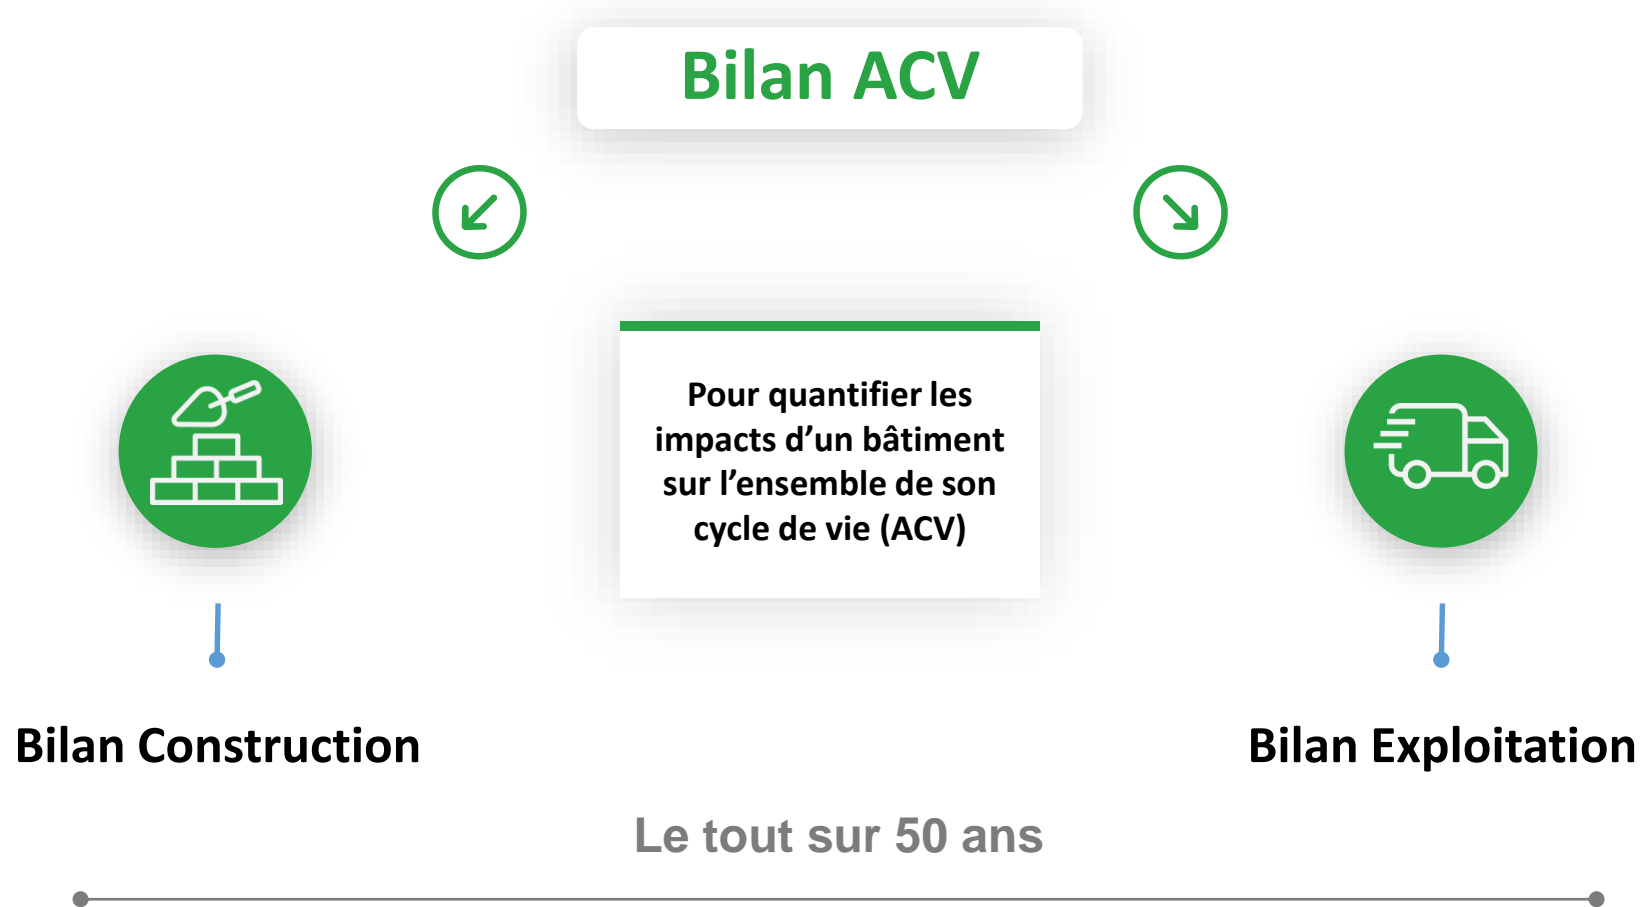 Bilan ACV
Pour quantifier les
impacts d’un bâtiment
sur l’ensemble de son
cycle de vie (ACV)
Bilan Construction
Bilan Exploitation
Le tout sur 50 ans